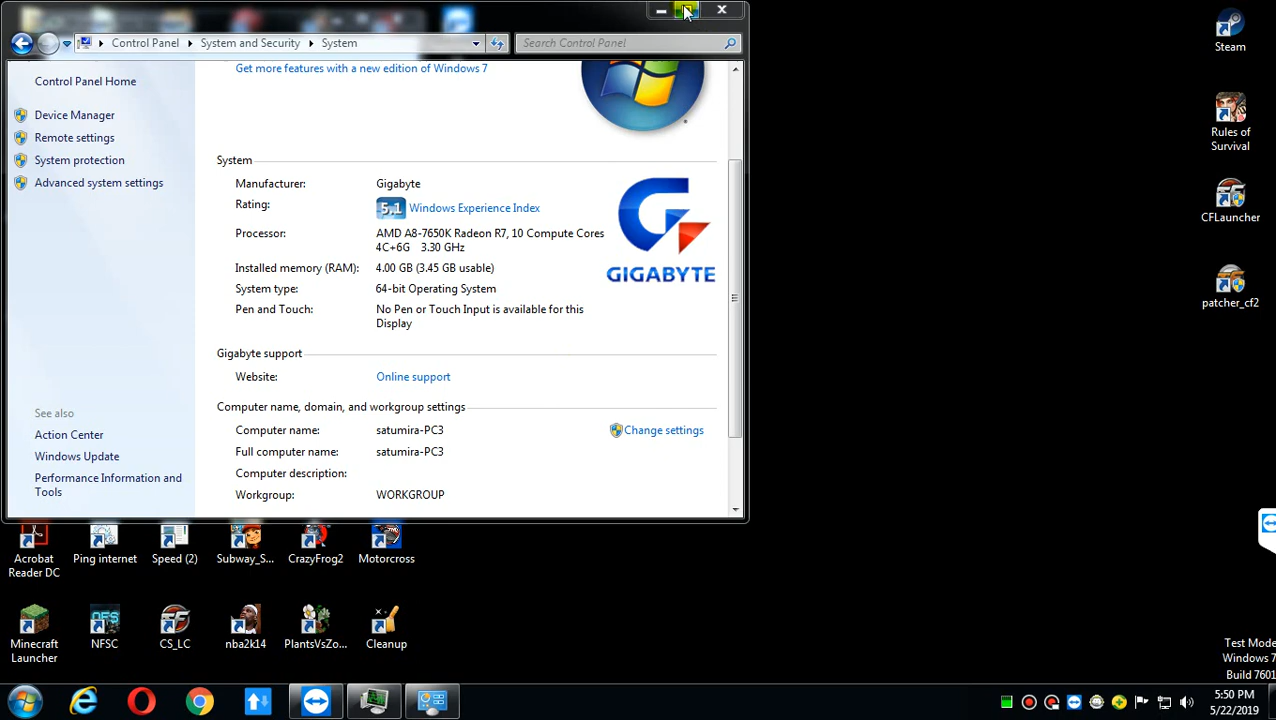 Control Panel
System and Security
System
Search Control Panel
Get more features with a new edition of Windows 7
Control Panel Home
Device Manager
Remote settings
System protection
Advanced system settings
See also
Action Center
Windows Update
Performance Information and
Tools
System
Manufacturer: Gigabyte
Rating: 5.1 Windows Experience Index
Processor: AMD A8-7650K Radeon R7, 10 Compute Cores
4C+6G 3.30 GHz
Installed memory (RAM): 4.00 GB (3.45 GB usable)
System type: 64-bit Operating System
Pen and Touch: No Pen or Touch Input is available for this
Display
GIGABYTE
Gigabyte support
Website: Online support
Computer name, domain, and workgroup settings
Computer name: satumira-PC3
Change settings
Full computer name: satumira-PC3
Computer description:
Workgroup: WORKGROUP
Steam
Rules of
Survival
CFLauncher
patcher_cf2
Acrobat
Reader DC
Ping internet
Speed (2)
Subway_S...
CrazyFrog2
Motorcross
Minecraft
Launcher
NFSC
CS_LC
nba2k14
PlantsVsZo...
Cleanup
Test Mode
Windows 7
Build 7601
5:50 PM
5/22/2019